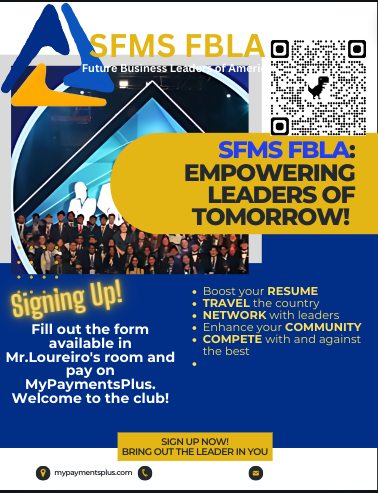 SFMS FBLA
Future Business Leaders of Americ
SFMS FBLA:
EMPOWERING
LEADERS OF
TOMORROW!
Signing Up!
Fill out the form
available in
Mr.Loureiro's room and
pay on
MyPaymentsPlus.
Welcome to the club!
• Boost your RESUME
• TRAVEL the country
• NETWORK with leaders
• Enhance your COMMUNITY
• COMPETE with and against
the best
•
SIGN UP NOW!
BRING OUT THE LEADER IN YOU
mypaymentsplus.com